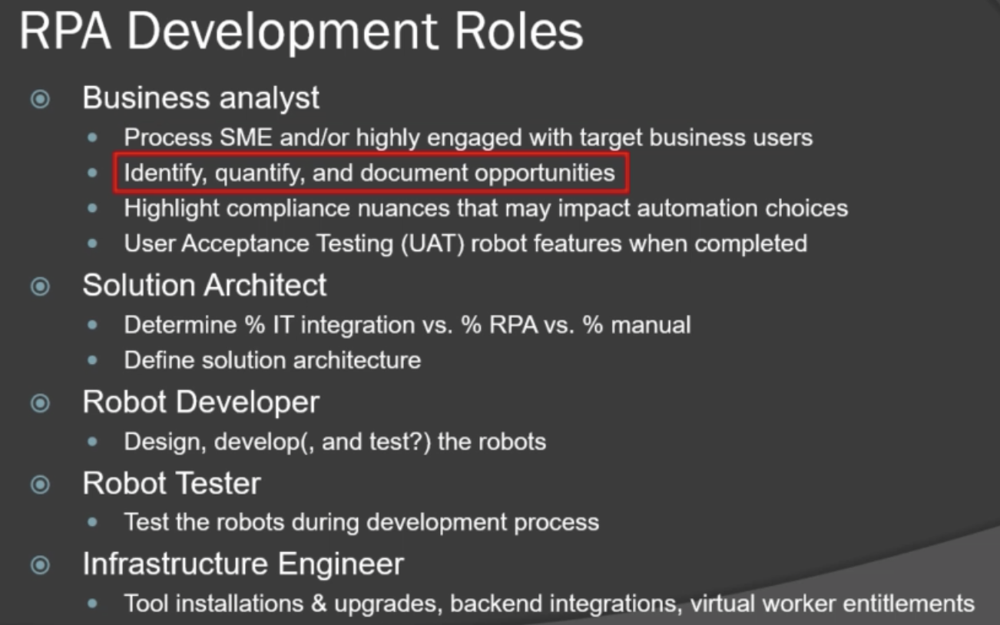 RPA Development Roles
Business analyst
Process SME and/or highly engaged with target business users
Identify, quantify, and document opportunities
Highlight compliance nuances that may impact automation choices
User Acceptance Testing (UAT) robot features when completed
Solution Architect
Determine % IT integration vs. % RPA vs. % manual
Define solution architecture
Robot Developer
Design, develop(, and test?) the robots
Robot Tester
Test the robots during development process
Infrastructure Engineer
Tool installations & upgrades, backend integrations, virtual worker entitlements